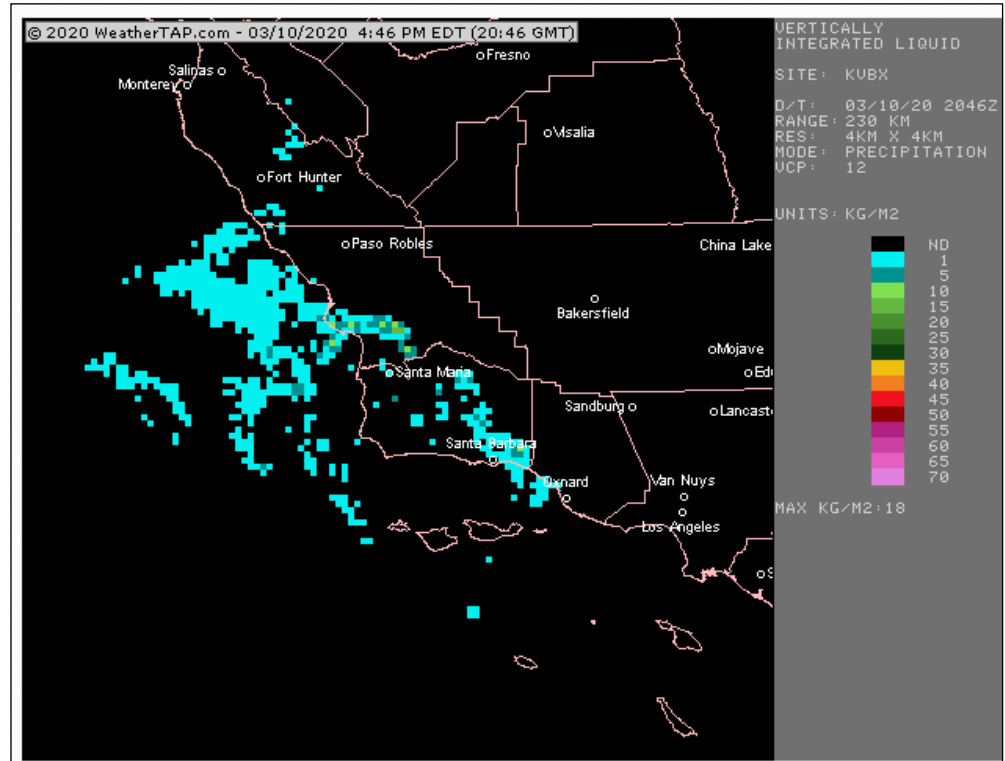 © 2020 WeatherTAP.com - 03/10/2020 4:46 PM EDT (20:46 GMT)
Fresno
Salinas
Monterey
Visalia
Fort Hunter
Paso Robles
China Lake
Bakersfield
Mojave
Edu
Santa Maria
Sandburg
Lancast
Santa Barbara
Oxnard
Van Nuys
Los Angeles
S
VERTICALLY
INTEGRATED LIQUID
SITE: KVBX
D/T: 03/10/20 2046Z
RANGE: 230 KM
RES: 4KM X 4KM
MODE: PRECIPITATION
VCP: 12
UNITS: KG/M2
ND
1
5
10
15
20
25
30
35
40
45
50
55
60
65
70
MAX KG/M2:18